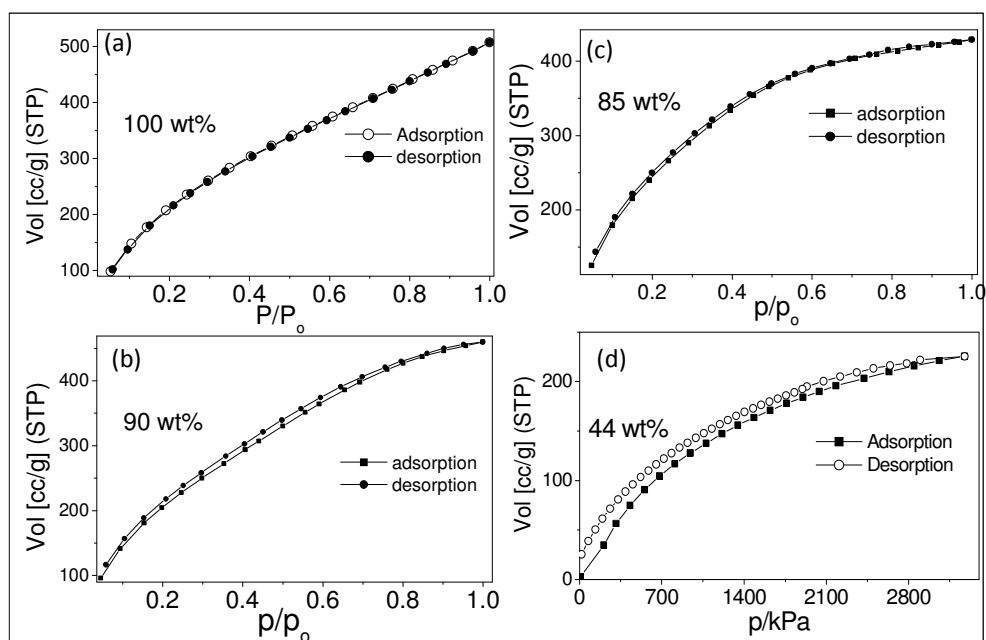 (a)
500
400
300
200
100
Vol [cc/g] (STP)
100 wt%
Adsorption
desorption
0.2 0.4 0.6 0.8 1.0
P/Po
(c)
400
300
200
Vol [cc/g] (STP)
85 wt%
adsorption
desorption
0.2 0.4 0.6 0.8 1.0
p/po
(b)
400
300
200
100
Vol [cc/g] (STP)
90 wt%
adsorption
desorption
0.2 0.4 0.6 0.8 1.0
p/po
(d)
200
100
0
Vol [cc/g] (STP)
44 wt%
Adsorption
Desorption
0 700 1400 2100 2800
p/kPa